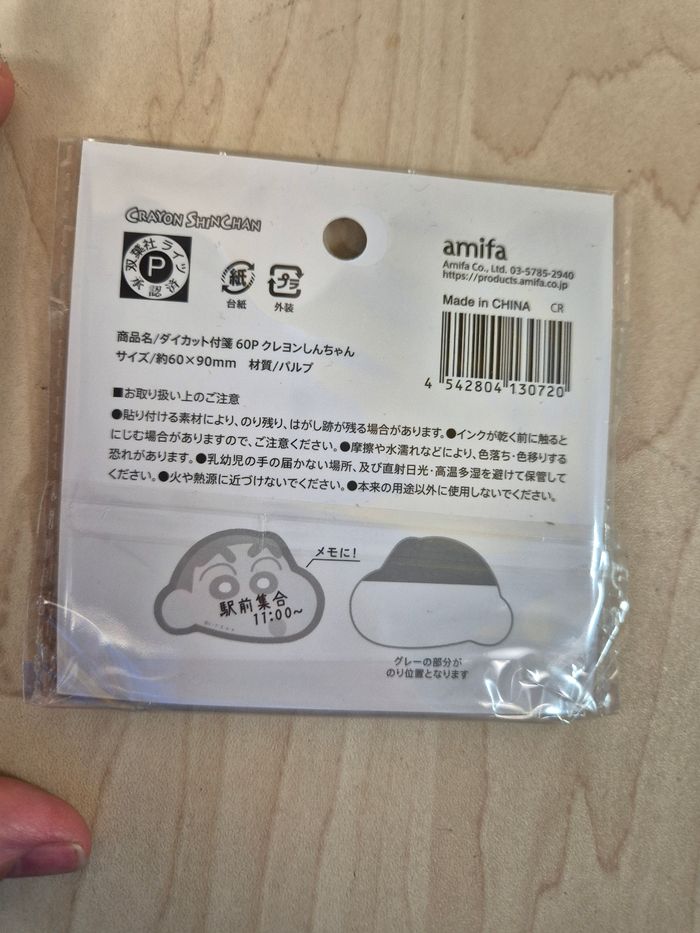 CRAYON SHINCHAN
双葉社 ライツ
P
承認済
紙
台紙
プラ
外装
amifa
Amifa Co., Ltd. 03-5785-2940
https://products.amifa.co.jp
Made in CHINA CR
4 542804 130720
商品名/ダイカット付箋 60P クレヨンしんちゃん
サイズ/約60×90mm 材質/パルプ
■お取り扱い上のご注意
●貼り付ける素材により、のり残り、はがし跡が残る場合があります。●インクが乾く前に触ると
にじむ場合がありますので、ご注意ください。●摩擦や水濡れなどにより、色落ち・色移りする
恐れがあります。●乳幼児の手の届かない場所、及び直射日光・高温多湿を避けて保管して
ください。●火や熱源に近づけないでください。●本来の用途以外に使用しないでください。
メモに!
駅前集合
11:00~
グレーの部分が
のり位置となります